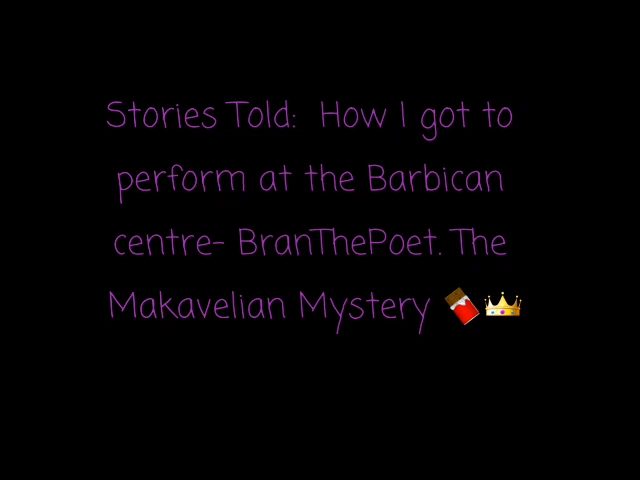 Stories Told:  How I got to
perform at the Barbican
centre- BranThePoet. The
Makavelian Mystery 🍫👑